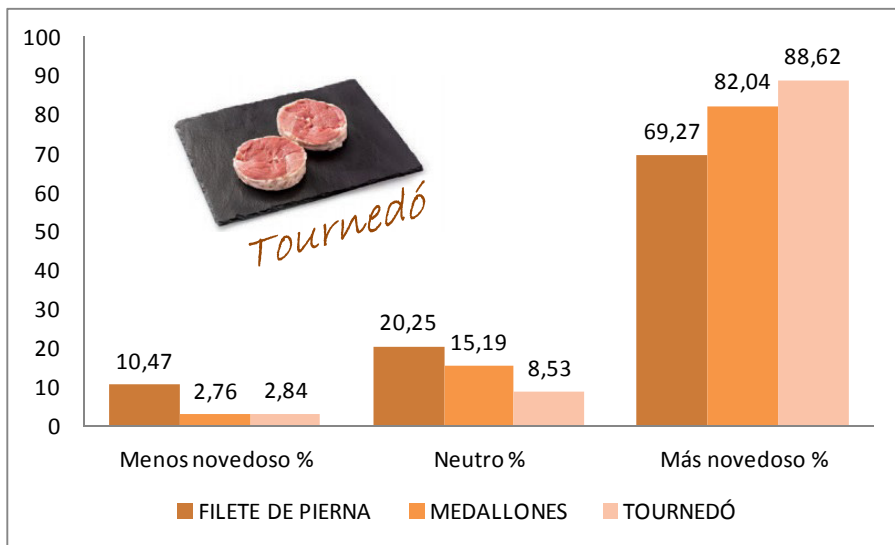 100
90
80
70
60
50
40
30
20
10
0
10,47
2,76
2,84
20,25
15,19
8,53
69,27
82,04
88,62
Tournedó
Menos novedoso %
Neutro %
Más novedoso %
FILETE DE PIERNA
MEDALLONES
TOURNEDÓ